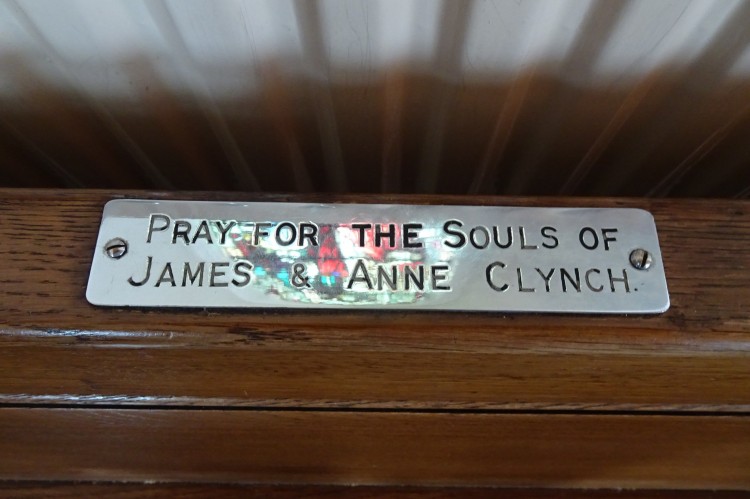 PRAY FOR THE SOULS OF
JAMES & ANNE CLYNCH.